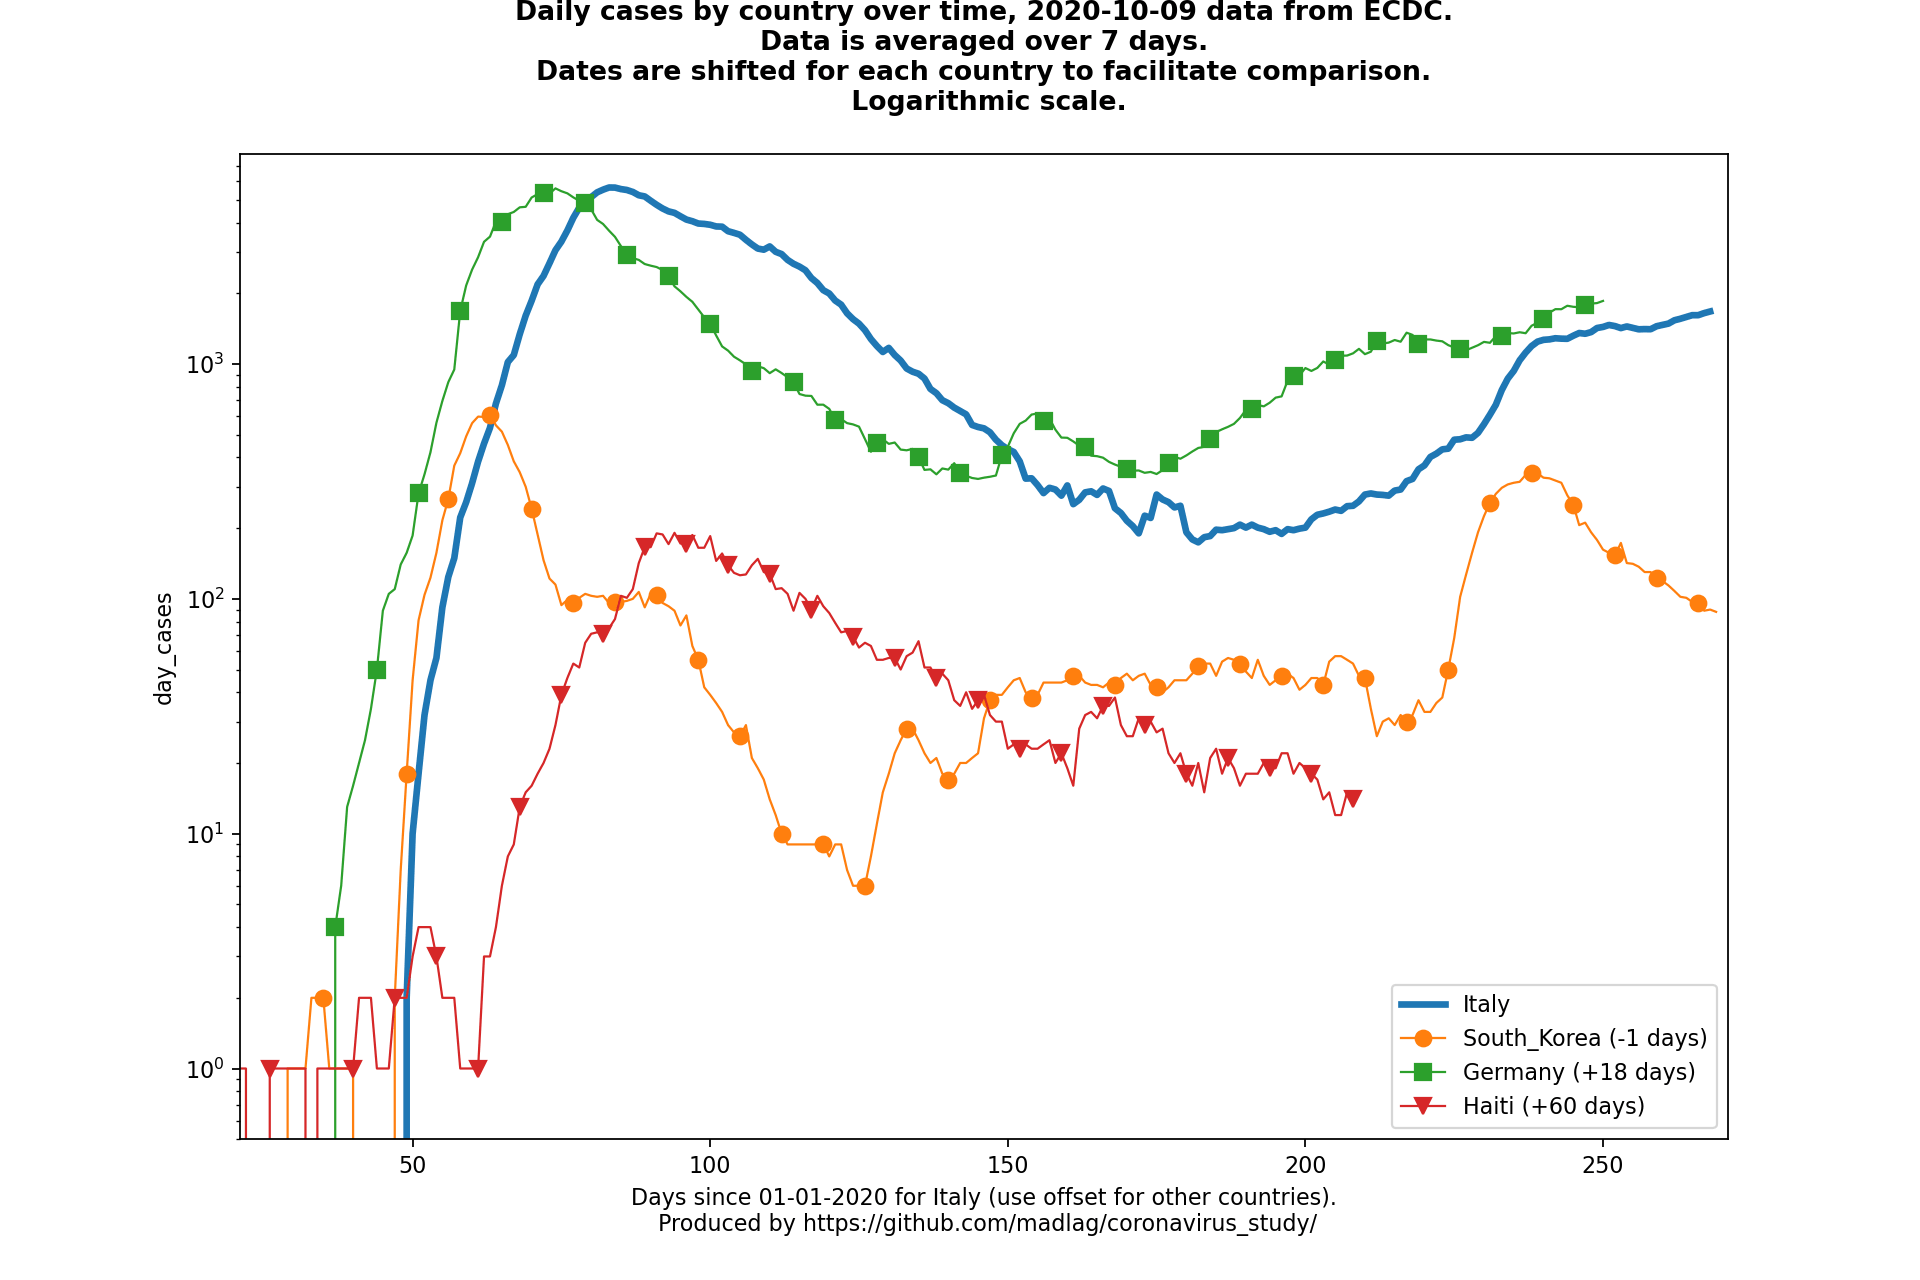 Daily cases by country over time, 2020-10-09 data from ECDC.
Data is averaged over 7 days.
Dates are shifted for each country to facilitate comparison.
Logarithmic scale.
10³
10²
10¹
10⁰
day_cases
Italy
South_Korea (-1 days)
Germany (+18 days)
Haiti (+60 days)
50 100 150 200 250
Days since 01-01-2020 for Italy (use offset for other countries).
Produced by https://github.com/madlag/coronavirus_study/